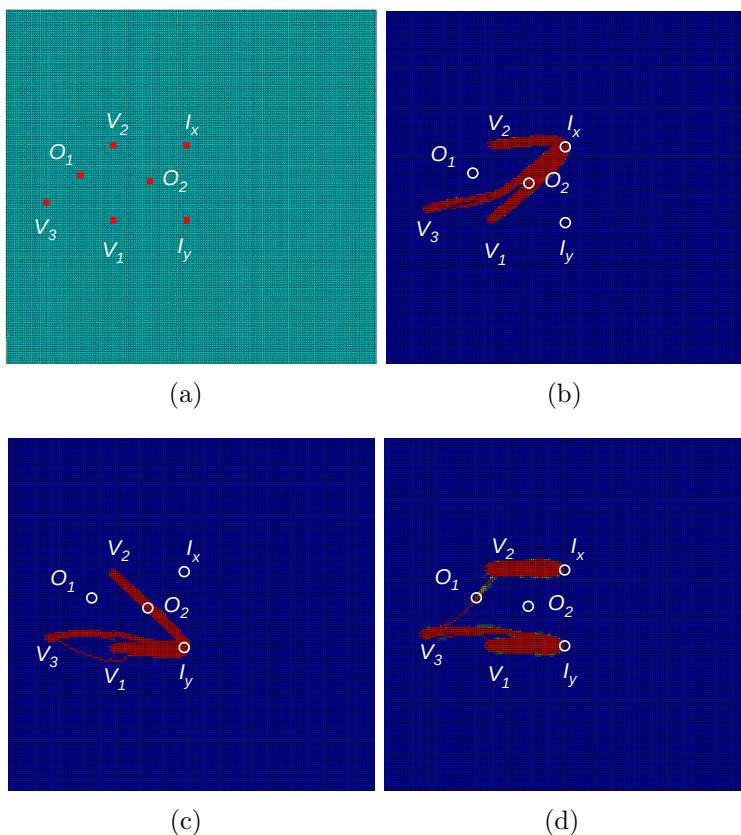 V2 Ix
O1
O2
V3 V1 Iy
(a)
V2 Ix
O1
O2
V3 V1 Iy
(b)
V2 Ix
O1 O2
V3 V1 Iy
(c)
V2 Ix
O1 O2
V3 V1 Iy
(d)